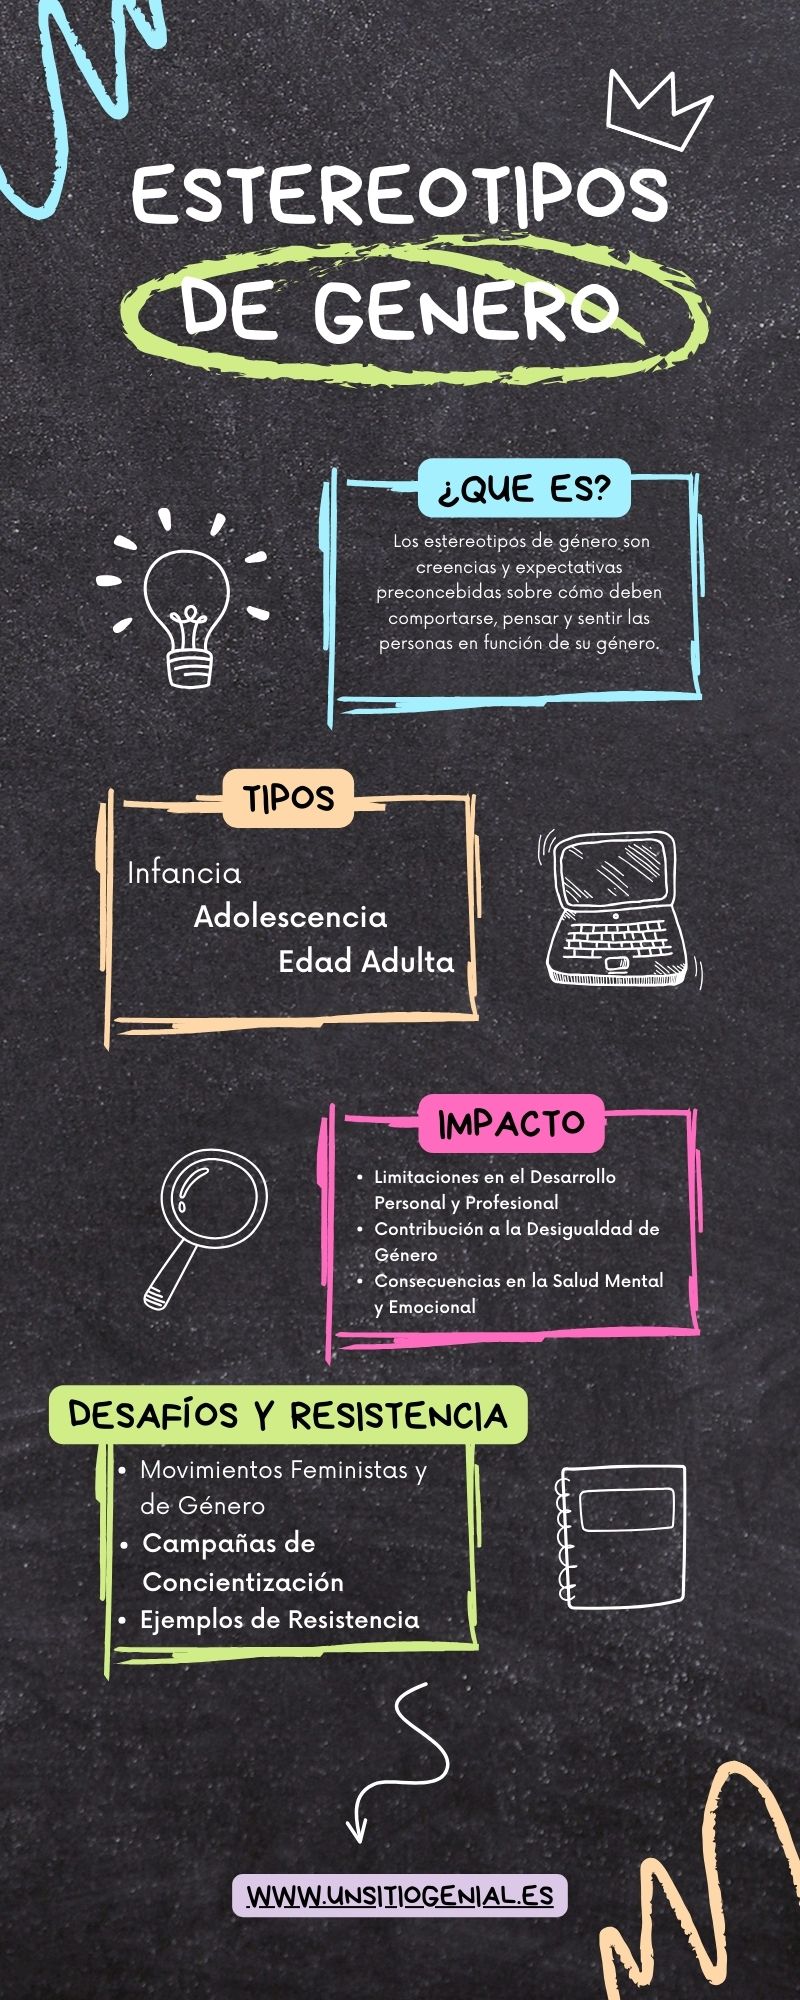 ESTEREOTIPOS
DE GENERO
¿QUE ES?
Los estereotipos de género son
creencias y expectativas
preconcebidas sobre cómo deben
comportarse, pensar y sentir las
personas en función de su género.
TIPOS
Infancia
Adolescencia
Edad Adulta
IMPACTO
• Limitaciones en el Desarrollo
Personal y Profesional
• Contribución a la Desigualdad de
Género
• Consecuencias en la Salud Mental
y Emocional
DESAFÍOS Y RESISTENCIA
• Movimientos Feministas y
de Género
• Campañas de
Concientización
• Ejemplos de Resistencia
WWW.UNSITIOGENIAL.ES